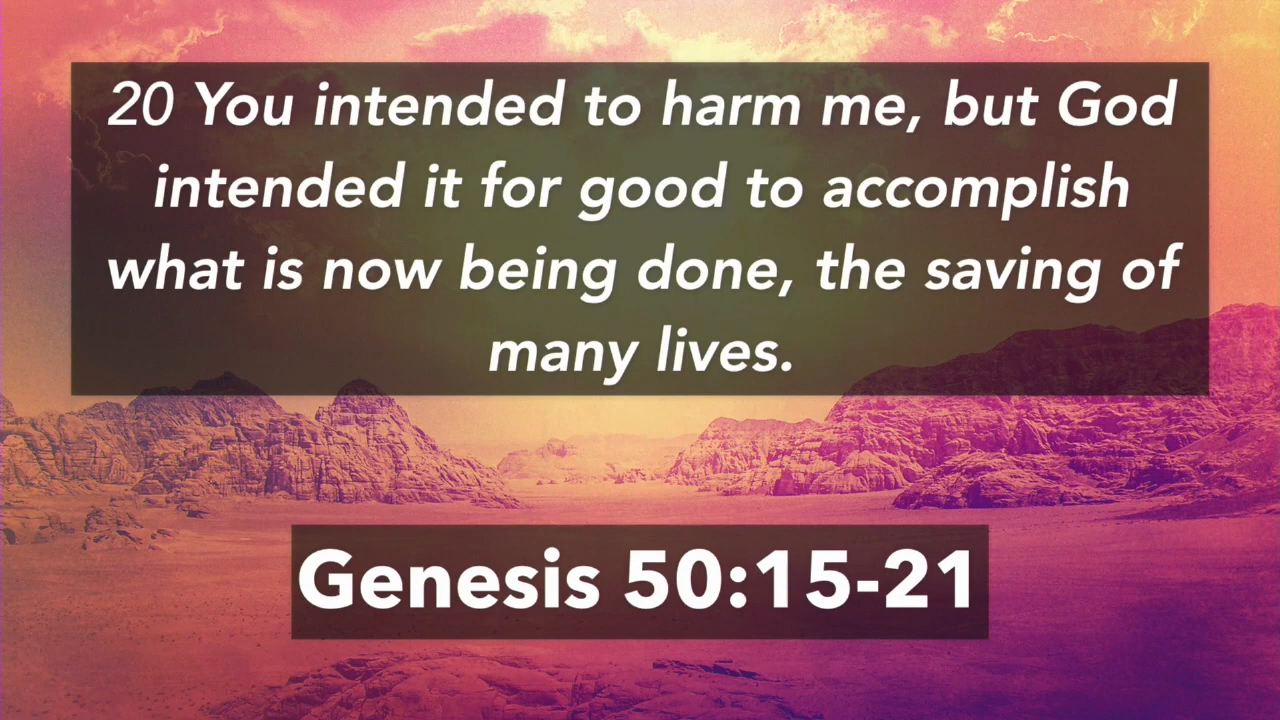 20 You intended to harm me, but God
intended it for good to accomplish
what is now being done, the saving of
many lives.
Genesis 50:15-21